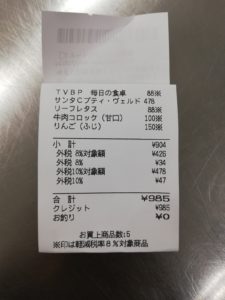 TVBP 毎日の食卓 88※
サンタCプティ・ヴェルド 478
リーフレタス 88※
牛肉コロッケ(甘口) 100※
りんご(ふじ) 150※
小 計 ¥904
外税 8%対象額 ¥426
外税 8% ¥34
外税10%対象額 ¥478
外税10% ¥47
合 計 ¥985
クレジット ¥985
お釣り ¥0
お買上商品数:5
※印は軽減税率8%対象商品